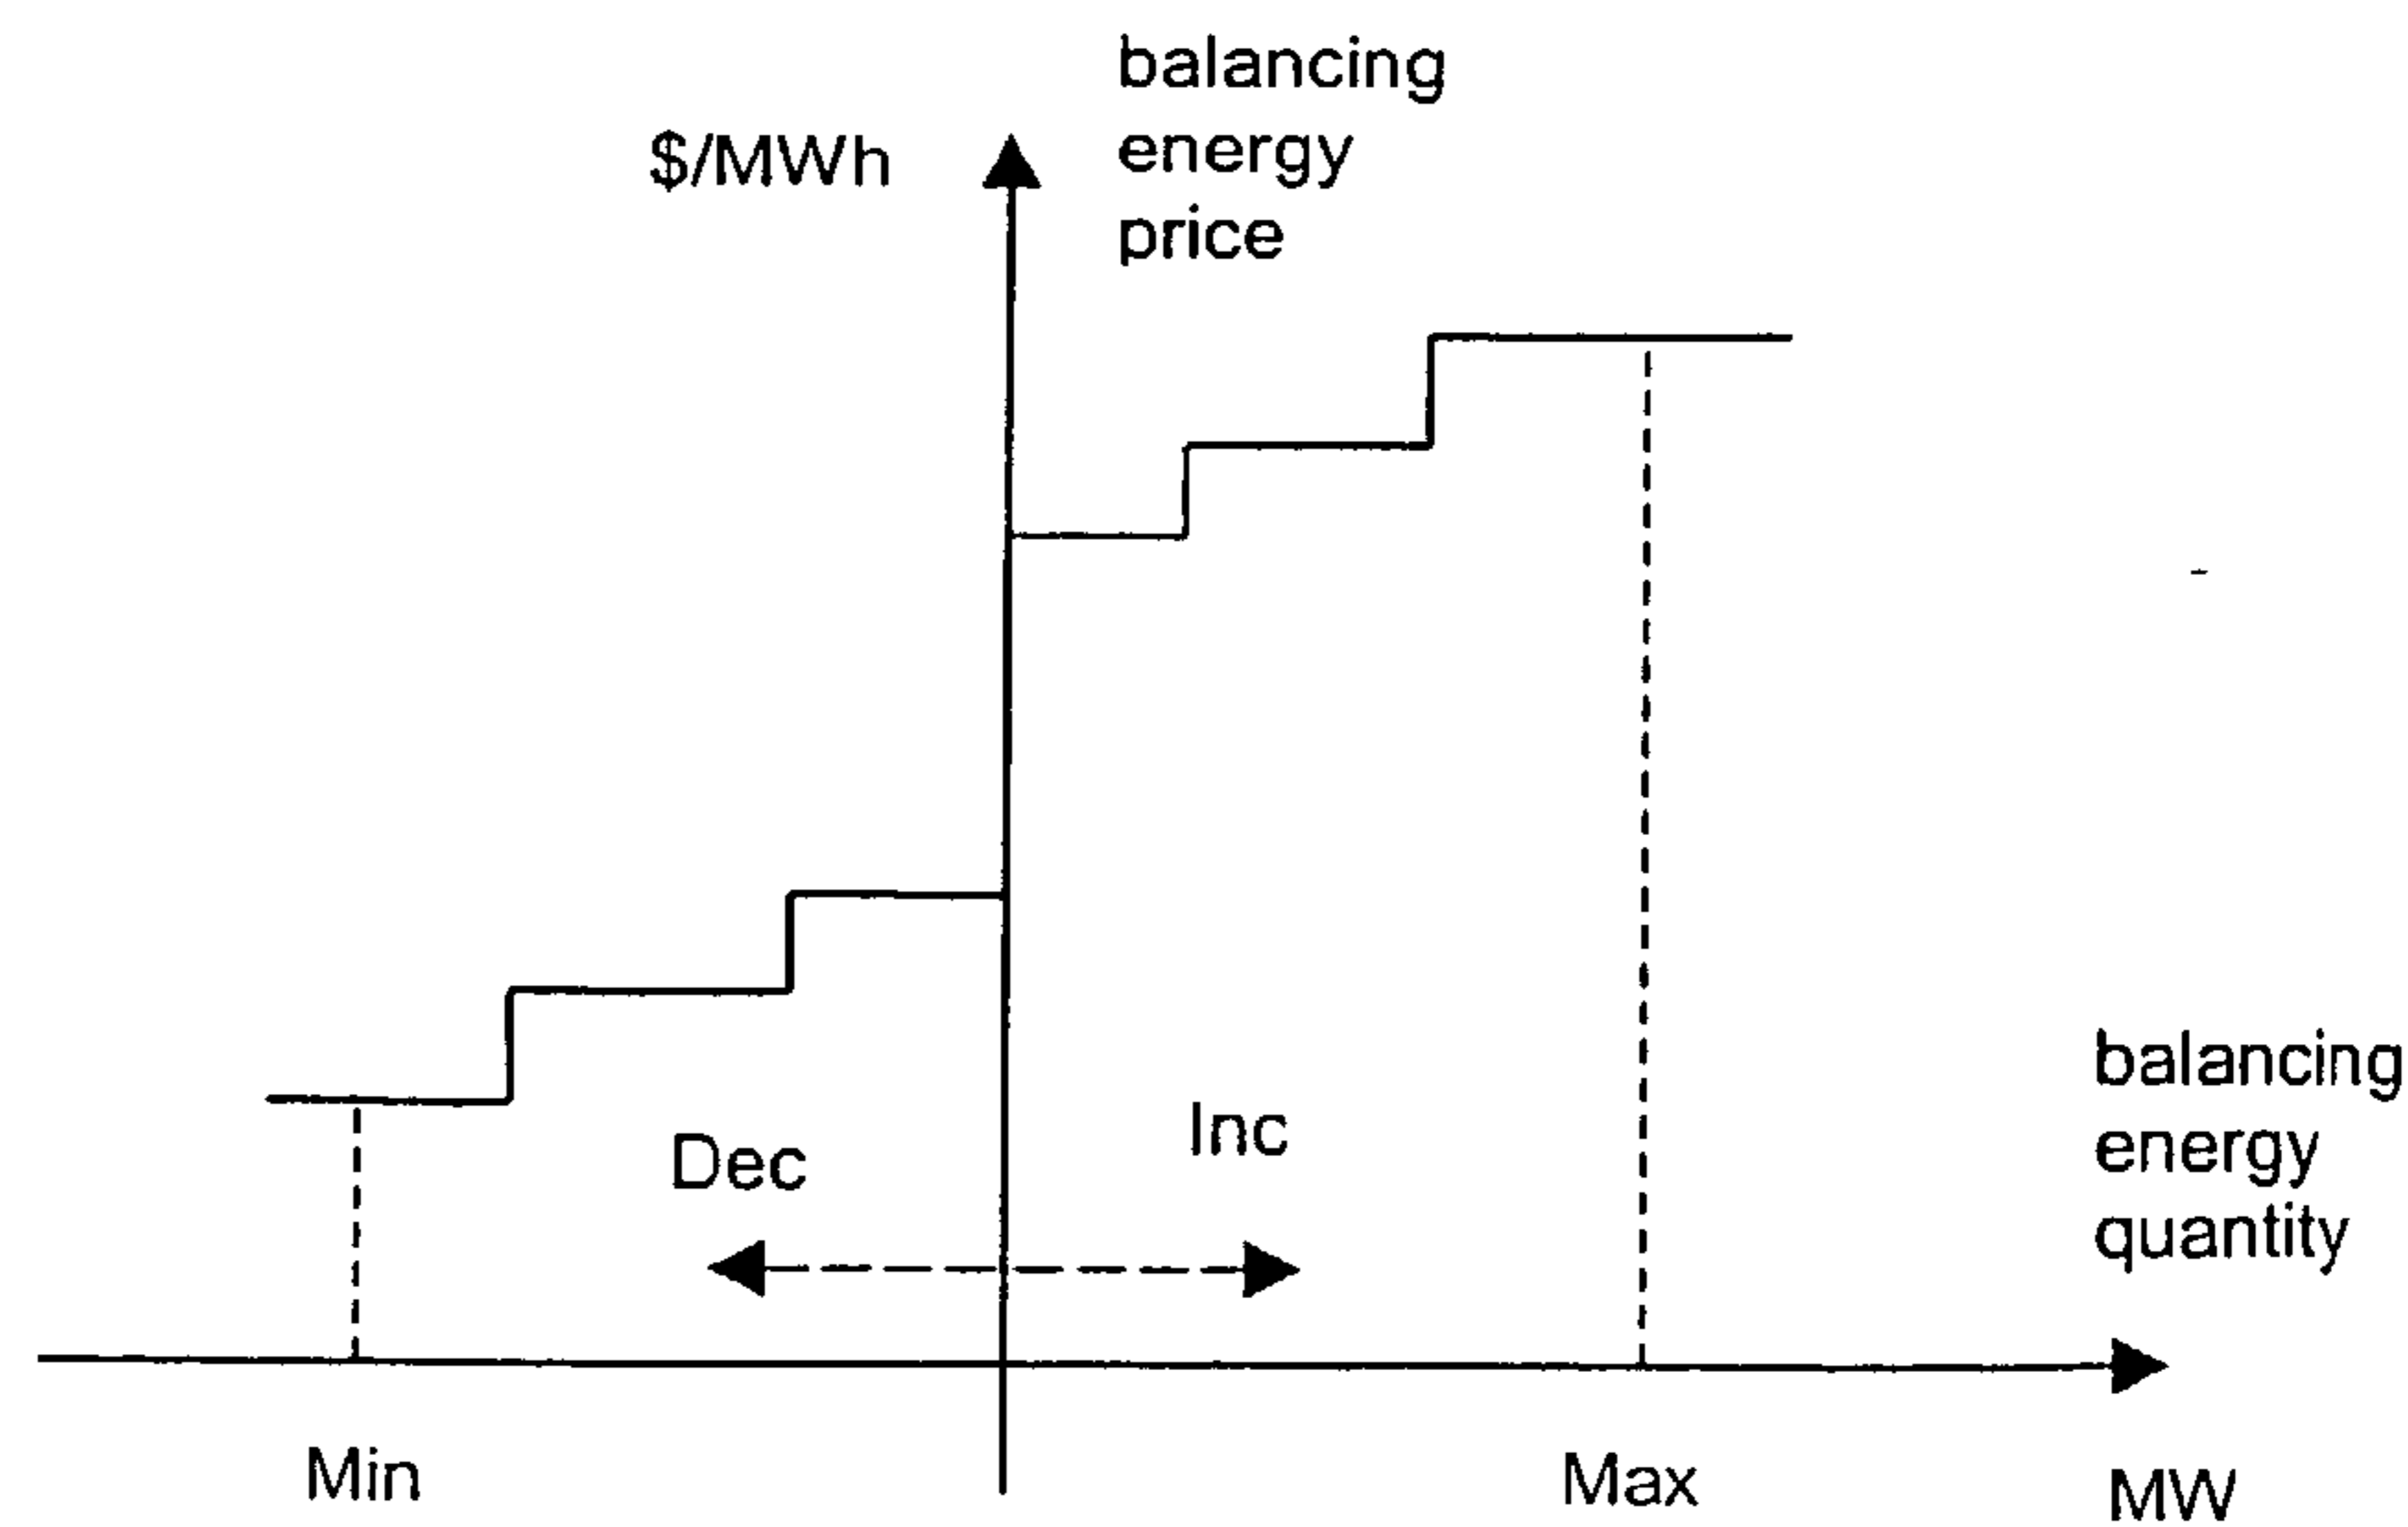 balancing
energy
price
$/MWh
Dec
Inc
balancing
energy
quantity
Min
Max
MW